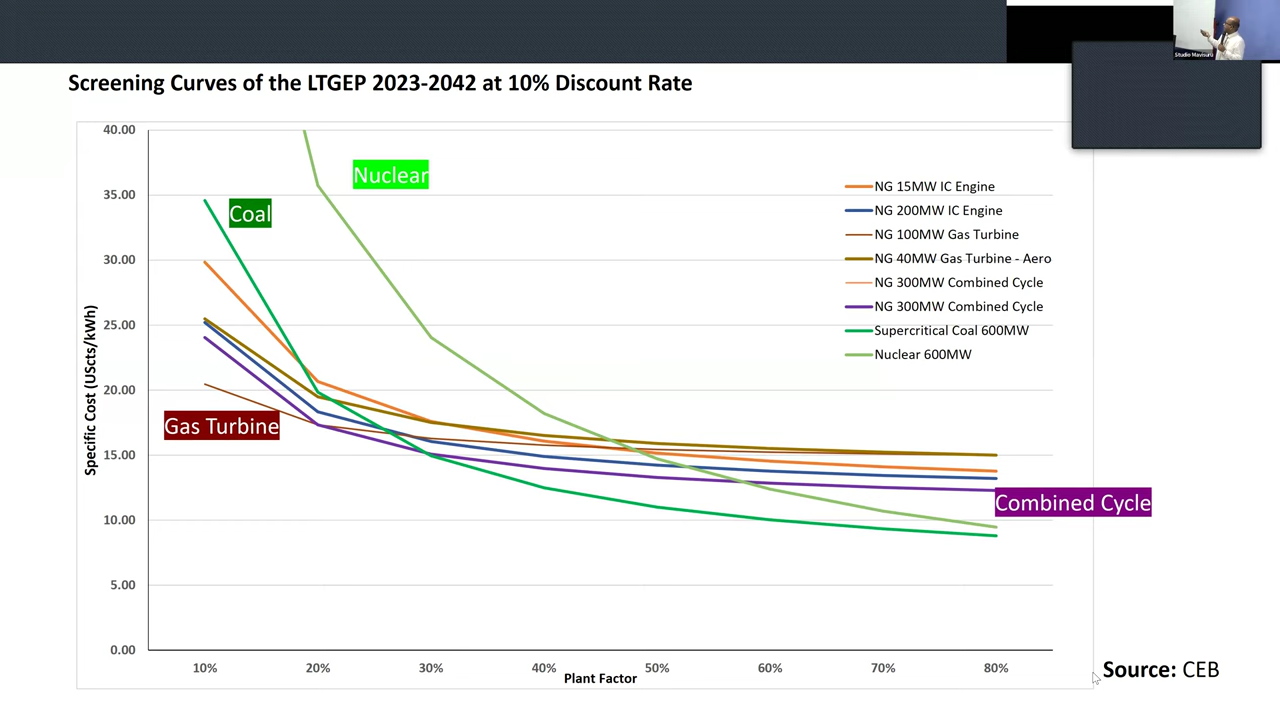 Studio Mavisuru
Screening Curves of the LTGEP 2023-2042 at 10% Discount Rate
40.00
35.00
30.00
25.00
20.00
15.00
10.00
5.00
0.00
Specific Cost (UScts/kWh)
Nuclear
Coal
Gas Turbine
Combined Cycle
NG 15MW IC Engine
NG 200MW IC Engine
NG 100MW Gas Turbine
NG 40MW Gas Turbine - Aero
NG 300MW Combined Cycle
NG 300MW Combined Cycle
Supercritical Coal 600MW
Nuclear 600MW
10% 20% 30% 40% 50% 60% 70% 80%
Plant Factor
Source: CEB